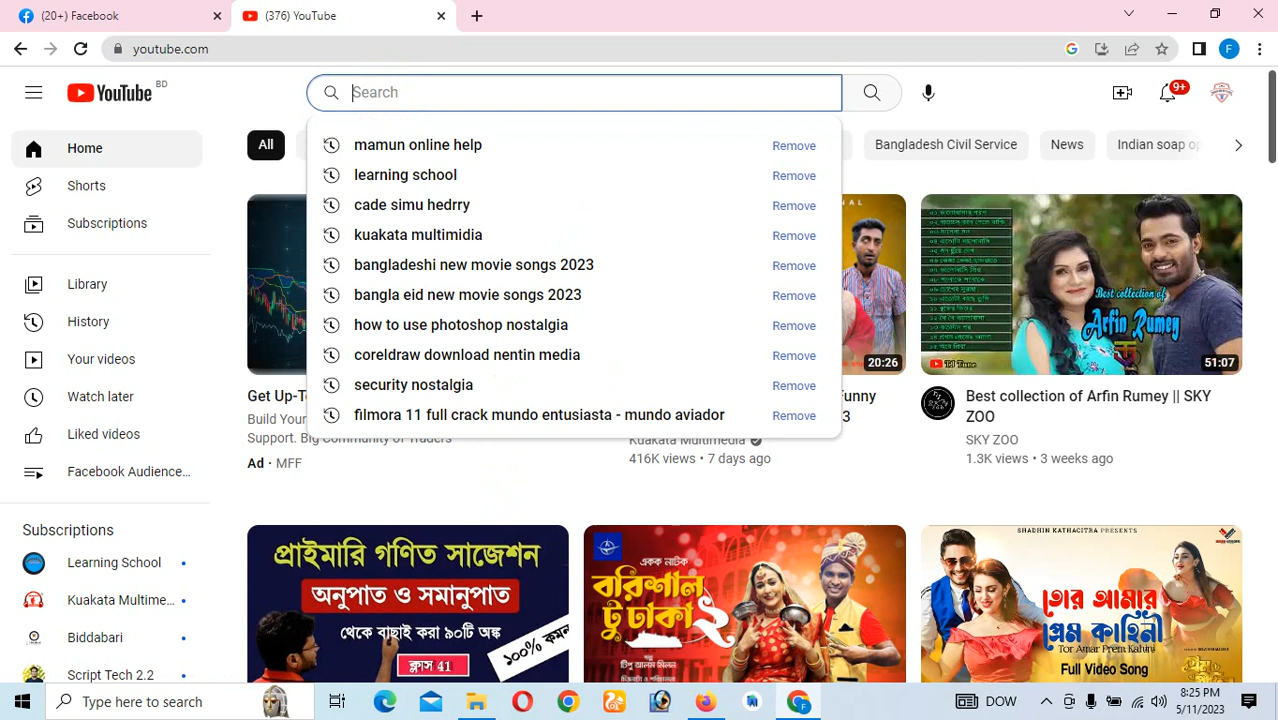 (20+) Facebook
(376) YouTube
youtube.com
F
YouTube BD
Search
9+
mamun online help Remove
learning school Remove
cade simu hedrry Remove
kuakata multimidia Remove
bangladeshi new movie songs 2023 Remove
bangla eid new movie songs 2023 Remove
how to use photoshop nostalgia Remove
coreldraw download nentin media Remove
security nostalgia Remove
filmora 11 full crack mundo entusiasta - mundo aviador Remove
All
Bangladesh Civil Service
News
Indian soap op
Home
Shorts
Subscriptions
Library
History
Your videos
Watch later
Liked videos
Facebook Audience...
Subscriptions
Learning School
Kuakata Multime...
Biddabari
Script Tech 2.2
Get Up-T
Build Your
Support. Big Community of Traders
Ad · MFF
20:26
Funny
3
Kuakata Multimedia
416K views • 7 days ago
Best collection of
Arfin Rumey
TJ Tune
51:07
Best collection of Arfin Rumey || SKY
ZOO
SKY ZOO
1.3K views • 3 weeks ago
প্রাইমারি গণিত সাজেশন
অনুপাত ও সমানুপাত
থেকে বাছাই করা ৯০টি অঙ্ক
১০০% কমন
ক্লাস 41
একক নাটক
বরিশাল
টু ঢাকা ২
টিপু আলম মিলন
SHADHIN KATHACITRA PRESENTS
তোর আমার
প্রেম কাহিনী
Tor Amar Prem Kahini
Full Video Song
Type here to search
DOW
8:25 PM
5/11/2023